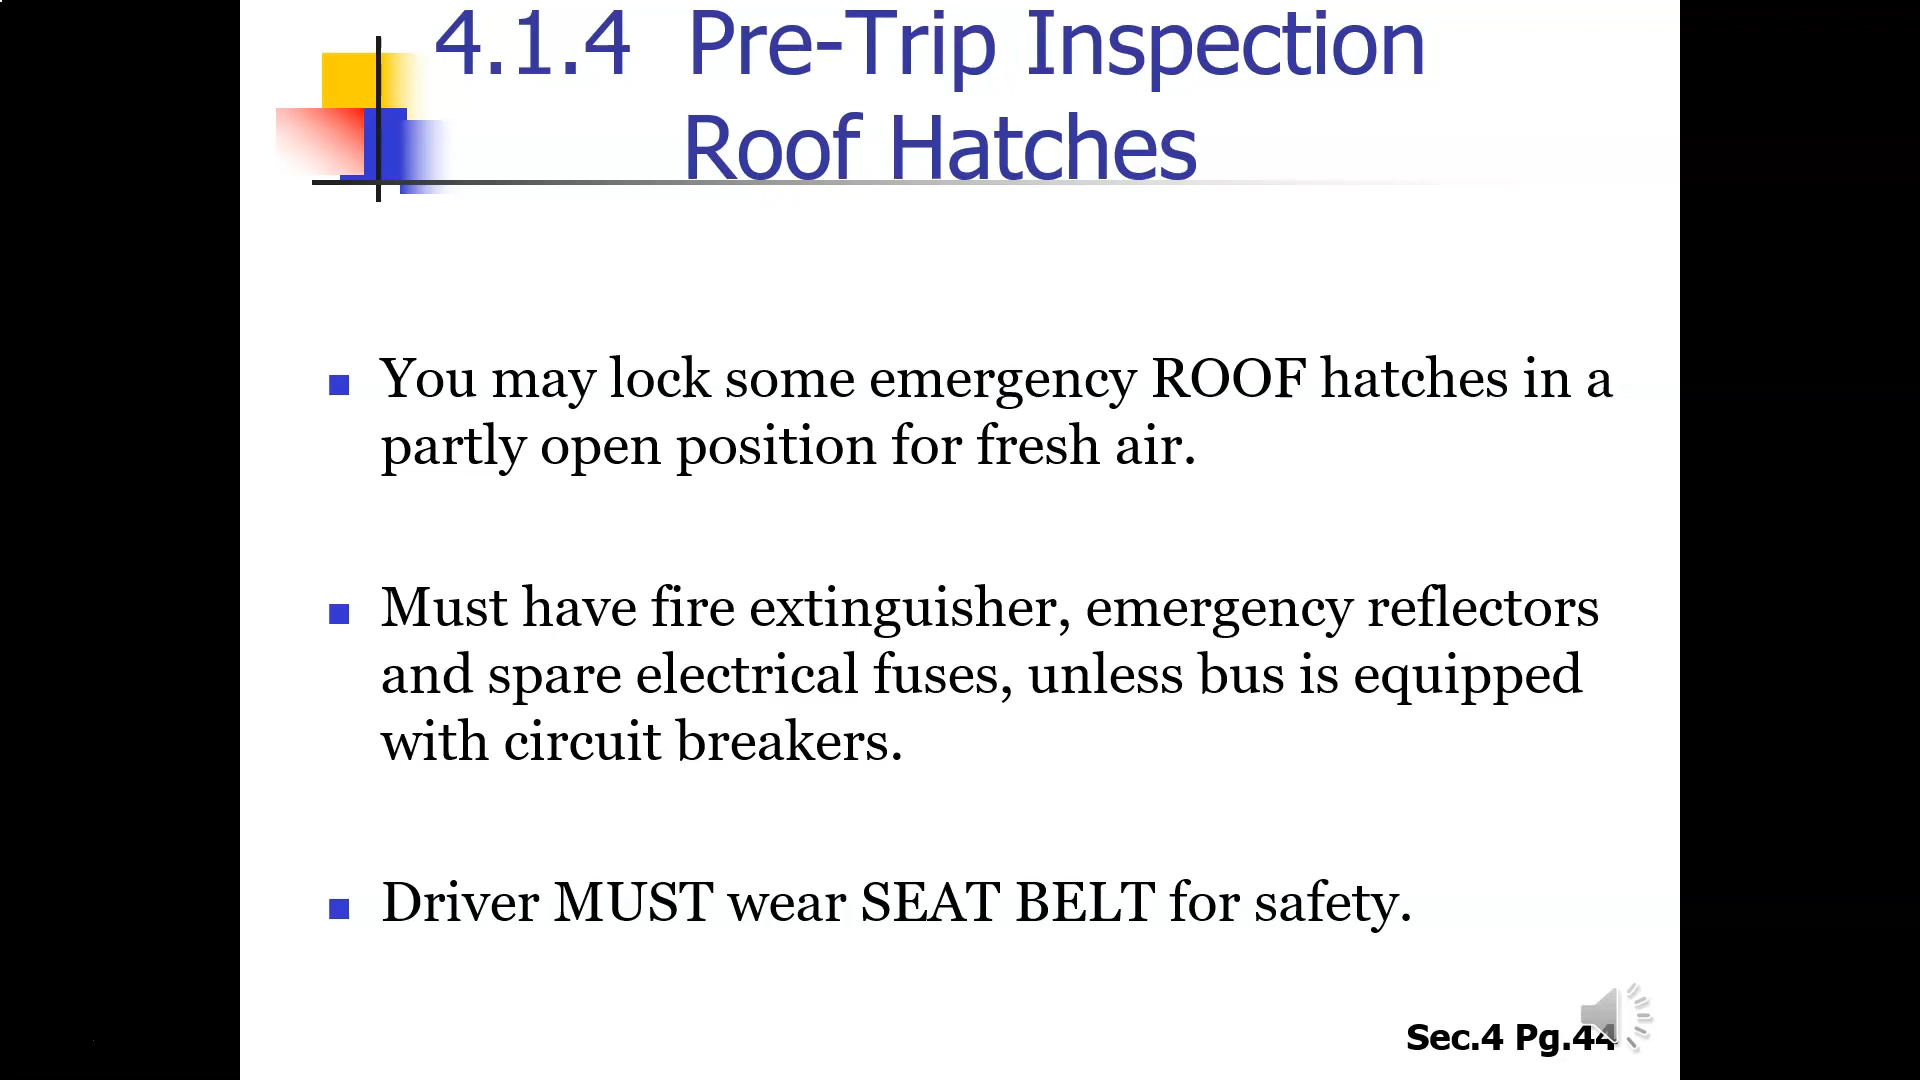 4.1.4 Pre-Trip Inspection
Roof Hatches
You may lock some emergency ROOF hatches in a
partly open position for fresh air.
Must have fire extinguisher, emergency reflectors
and spare electrical fuses, unless bus is equipped
with circuit breakers.
Driver MUST wear SEAT BELT for safety.
Sec.4 Pg.44